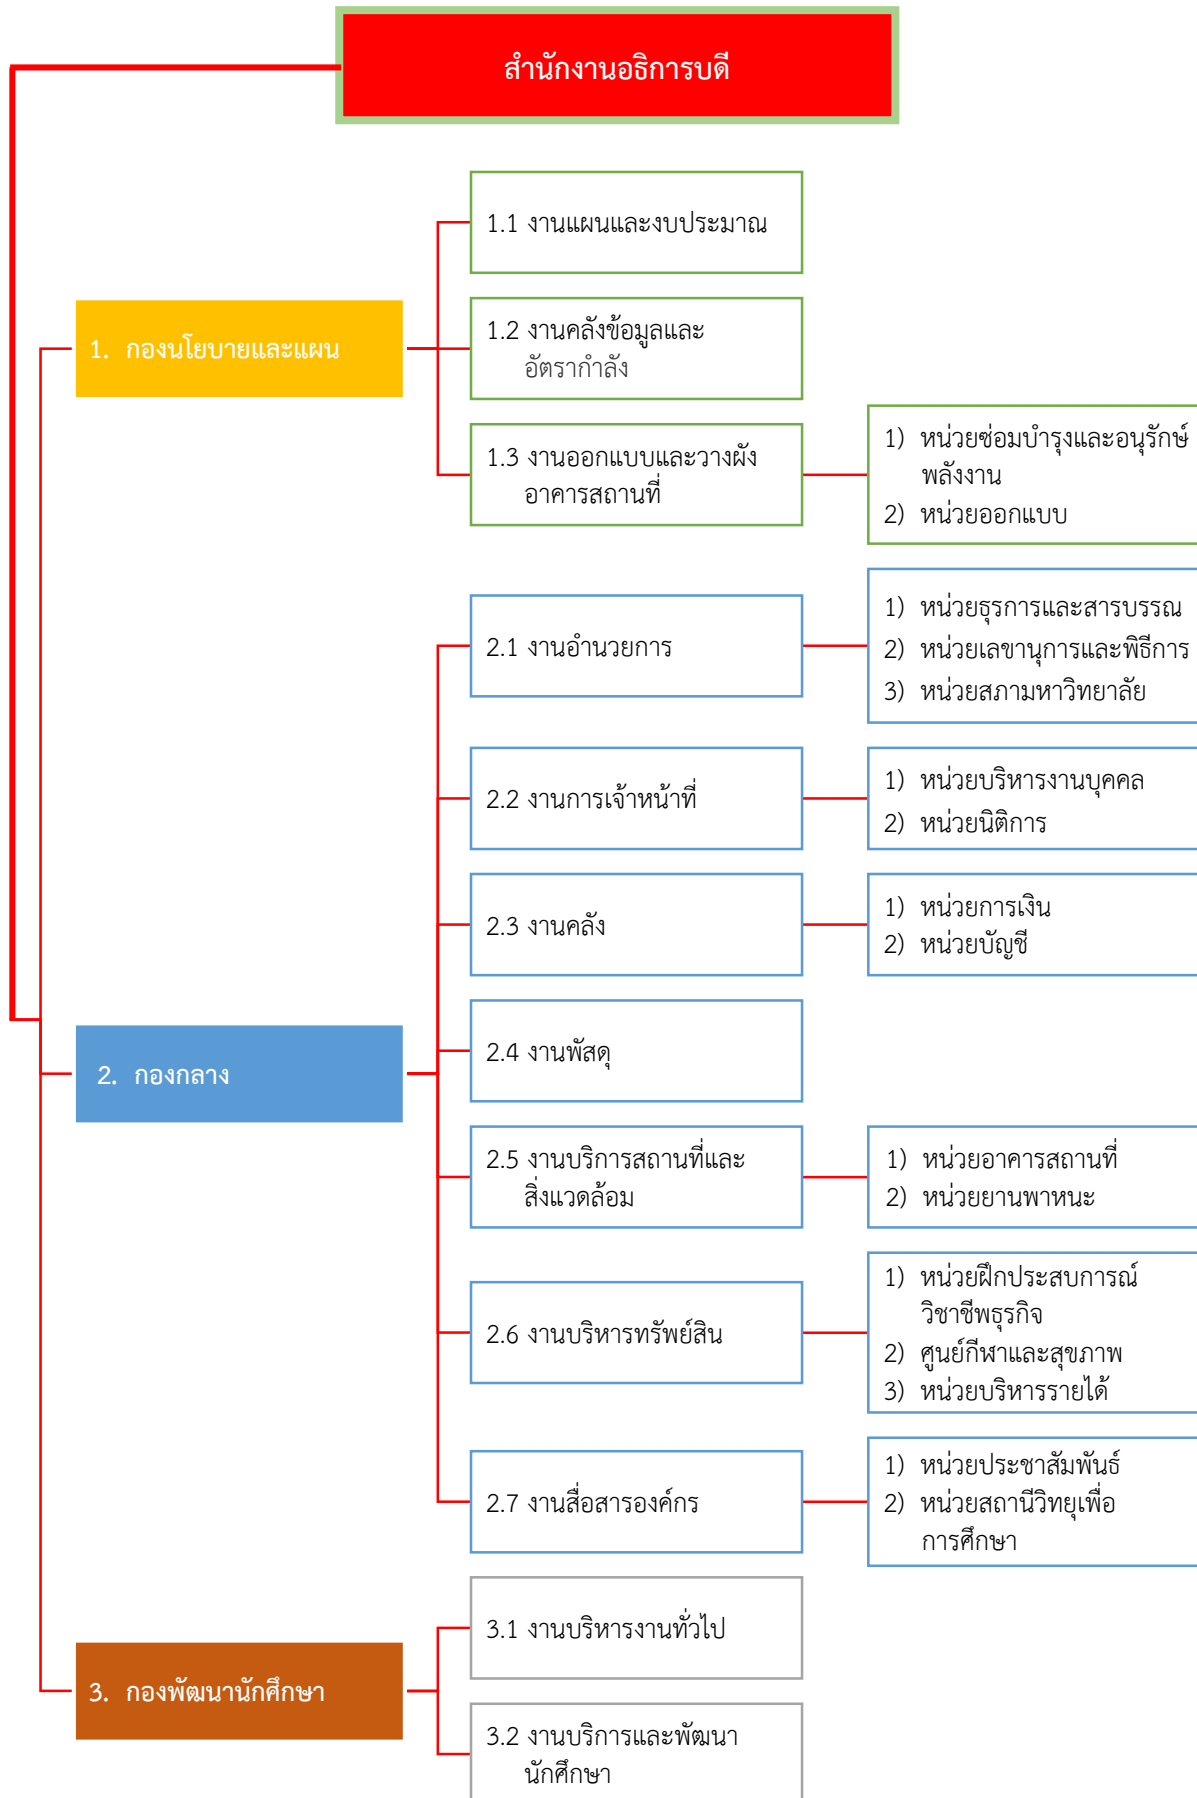 สำนักงานอธิการบดี
1. กองนโยบายและแผน
1.1 งานแผนและงบประมาณ
1.2 งานคลังข้อมูลและ
อัตรากำลัง
1.3 งานออกแบบและวางผัง
อาคารสถานที่
1) หน่วยซ่อมบำรุงและอนุรักษ์
พลังงาน
2) หน่วยออกแบบ
2. กองกลาง
2.1 งานอำนวยการ
1) หน่วยธุรการและสารบรรณ
2) หน่วยเลขานุการและพิธีการ
3) หน่วยสภามหาวิทยาลัย
2.2 งานการเจ้าหน้าที่
1) หน่วยบริหารงานบุคคล
2) หน่วยนิติการ
2.3 งานคลัง
1) หน่วยการเงิน
2) หน่วยบัญชี
2.4 งานพัสดุ
2.5 งานบริการสถานที่และ
สิ่งแวดล้อม
1) หน่วยอาคารสถานที่
2) หน่วยยานพาหนะ
2.6 งานบริหารทรัพย์สิน
1) หน่วยฝึกประสบการณ์
วิชาชีพธุรกิจ
2) ศูนย์กีฬาและสุขภาพ
3) หน่วยบริหารรายได้
2.7 งานสื่อสารองค์กร
1) หน่วยประชาสัมพันธ์
2) หน่วยสถานีวิทยุเพื่อ
การศึกษา
3. กองพัฒนานักศึกษา
3.1 งานบริหารงานทั่วไป
3.2 งานบริการและพัฒนา
นักศึกษา